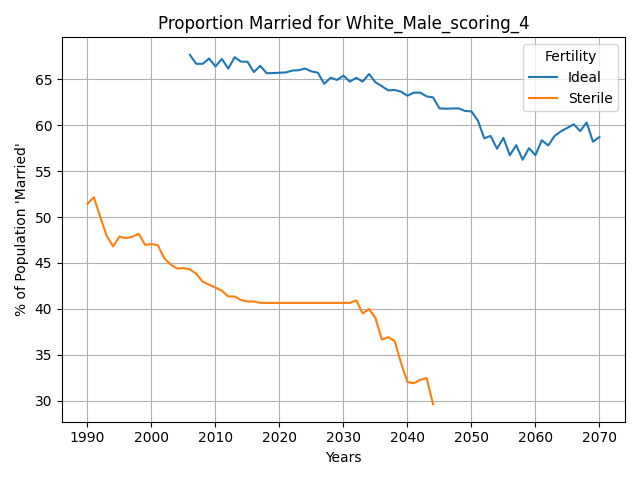 Proportion Married for White_Male_scoring_4
Fertility
Ideal
Sterile
% of Population 'Married'
65
60
55
50
45
40
35
30
1990 2000 2010 2020 2030 2040 2050 2060 2070
Years